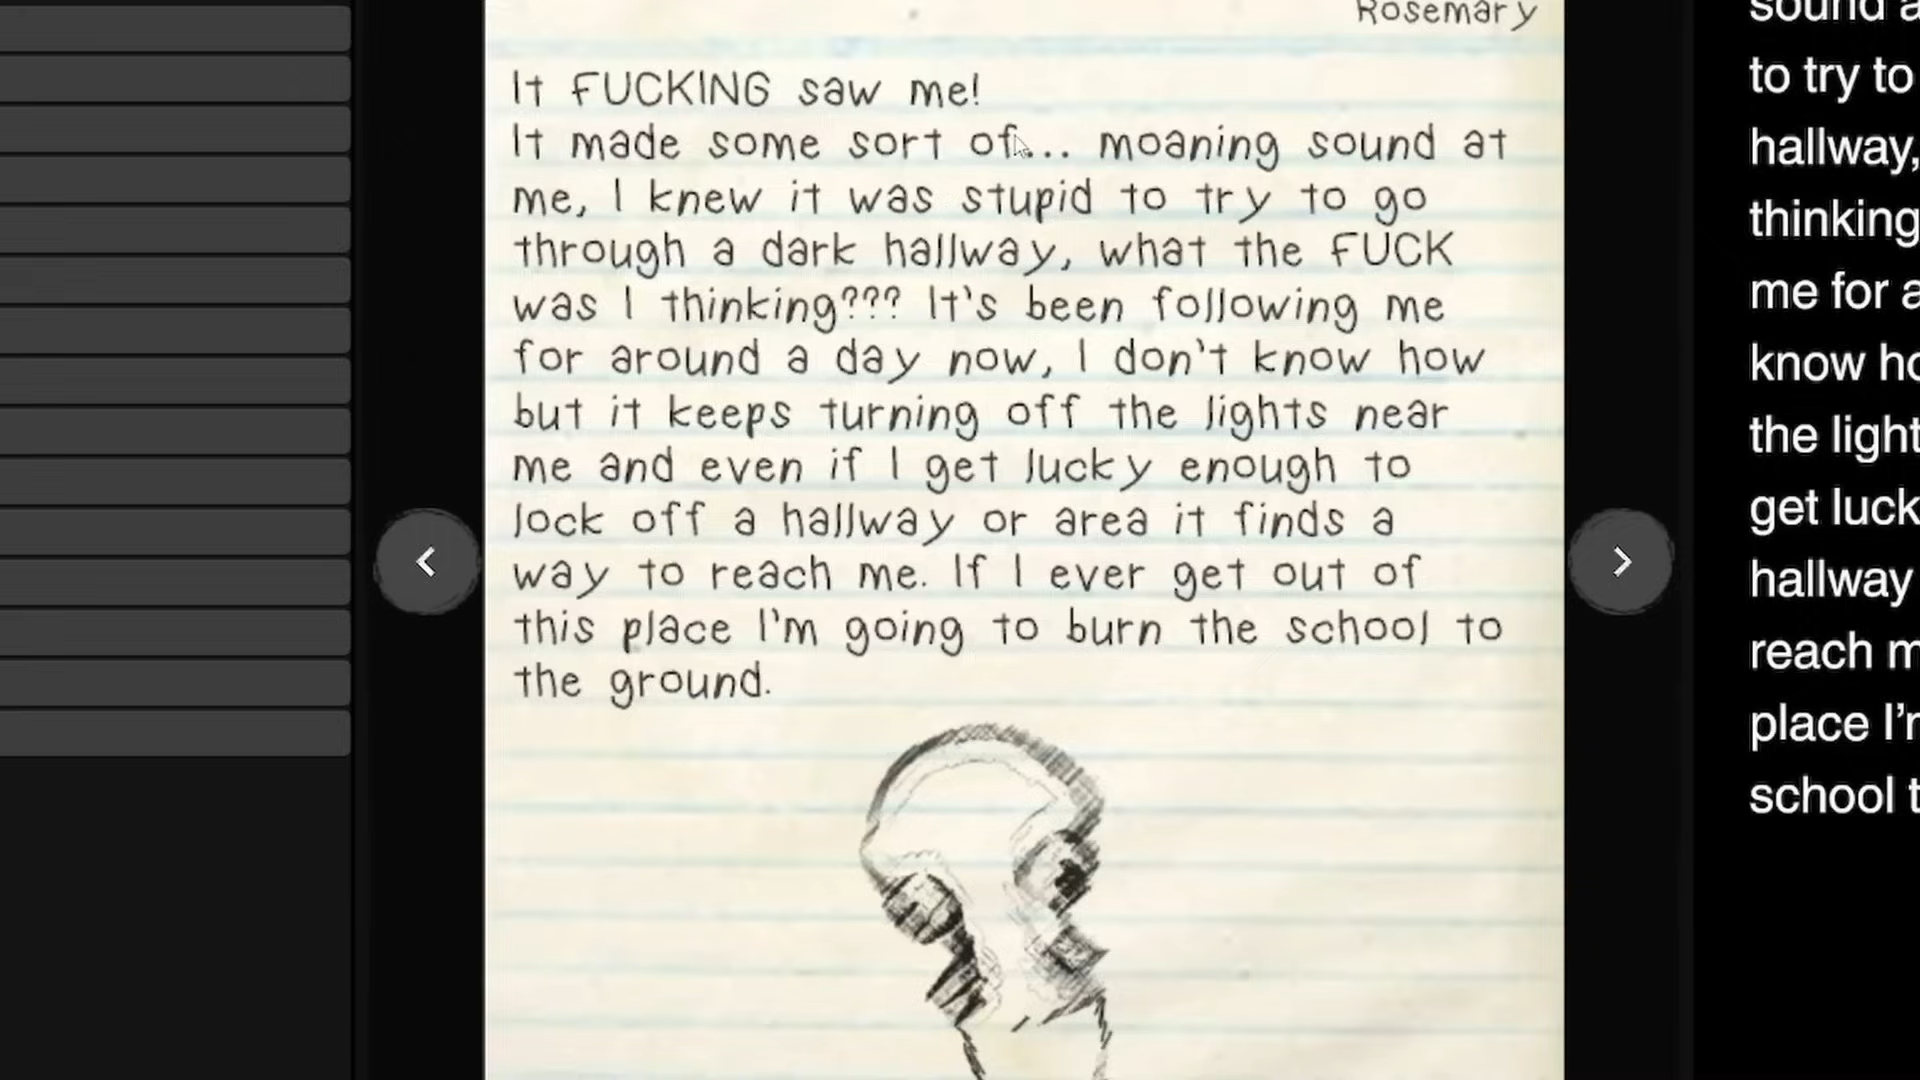 Rosemary
It FUCKING saw me!
It made some sort of... moaning sound at
me, I knew it was stupid to try to go
through a dark hallway, what the FUCK
was I thinking??? It's been following me
for around a day now, I don't know how
but it keeps turning off the lights near
me and even if I get lucky enough to
lock off a hallway or area it finds a
way to reach me. If I ever get out of
this place I'm going to burn the school to
the ground.
sound a
to try to
hallway,
thinking
me for a
know ho
the light
get luck
hallway
reach m
place I'm
school t